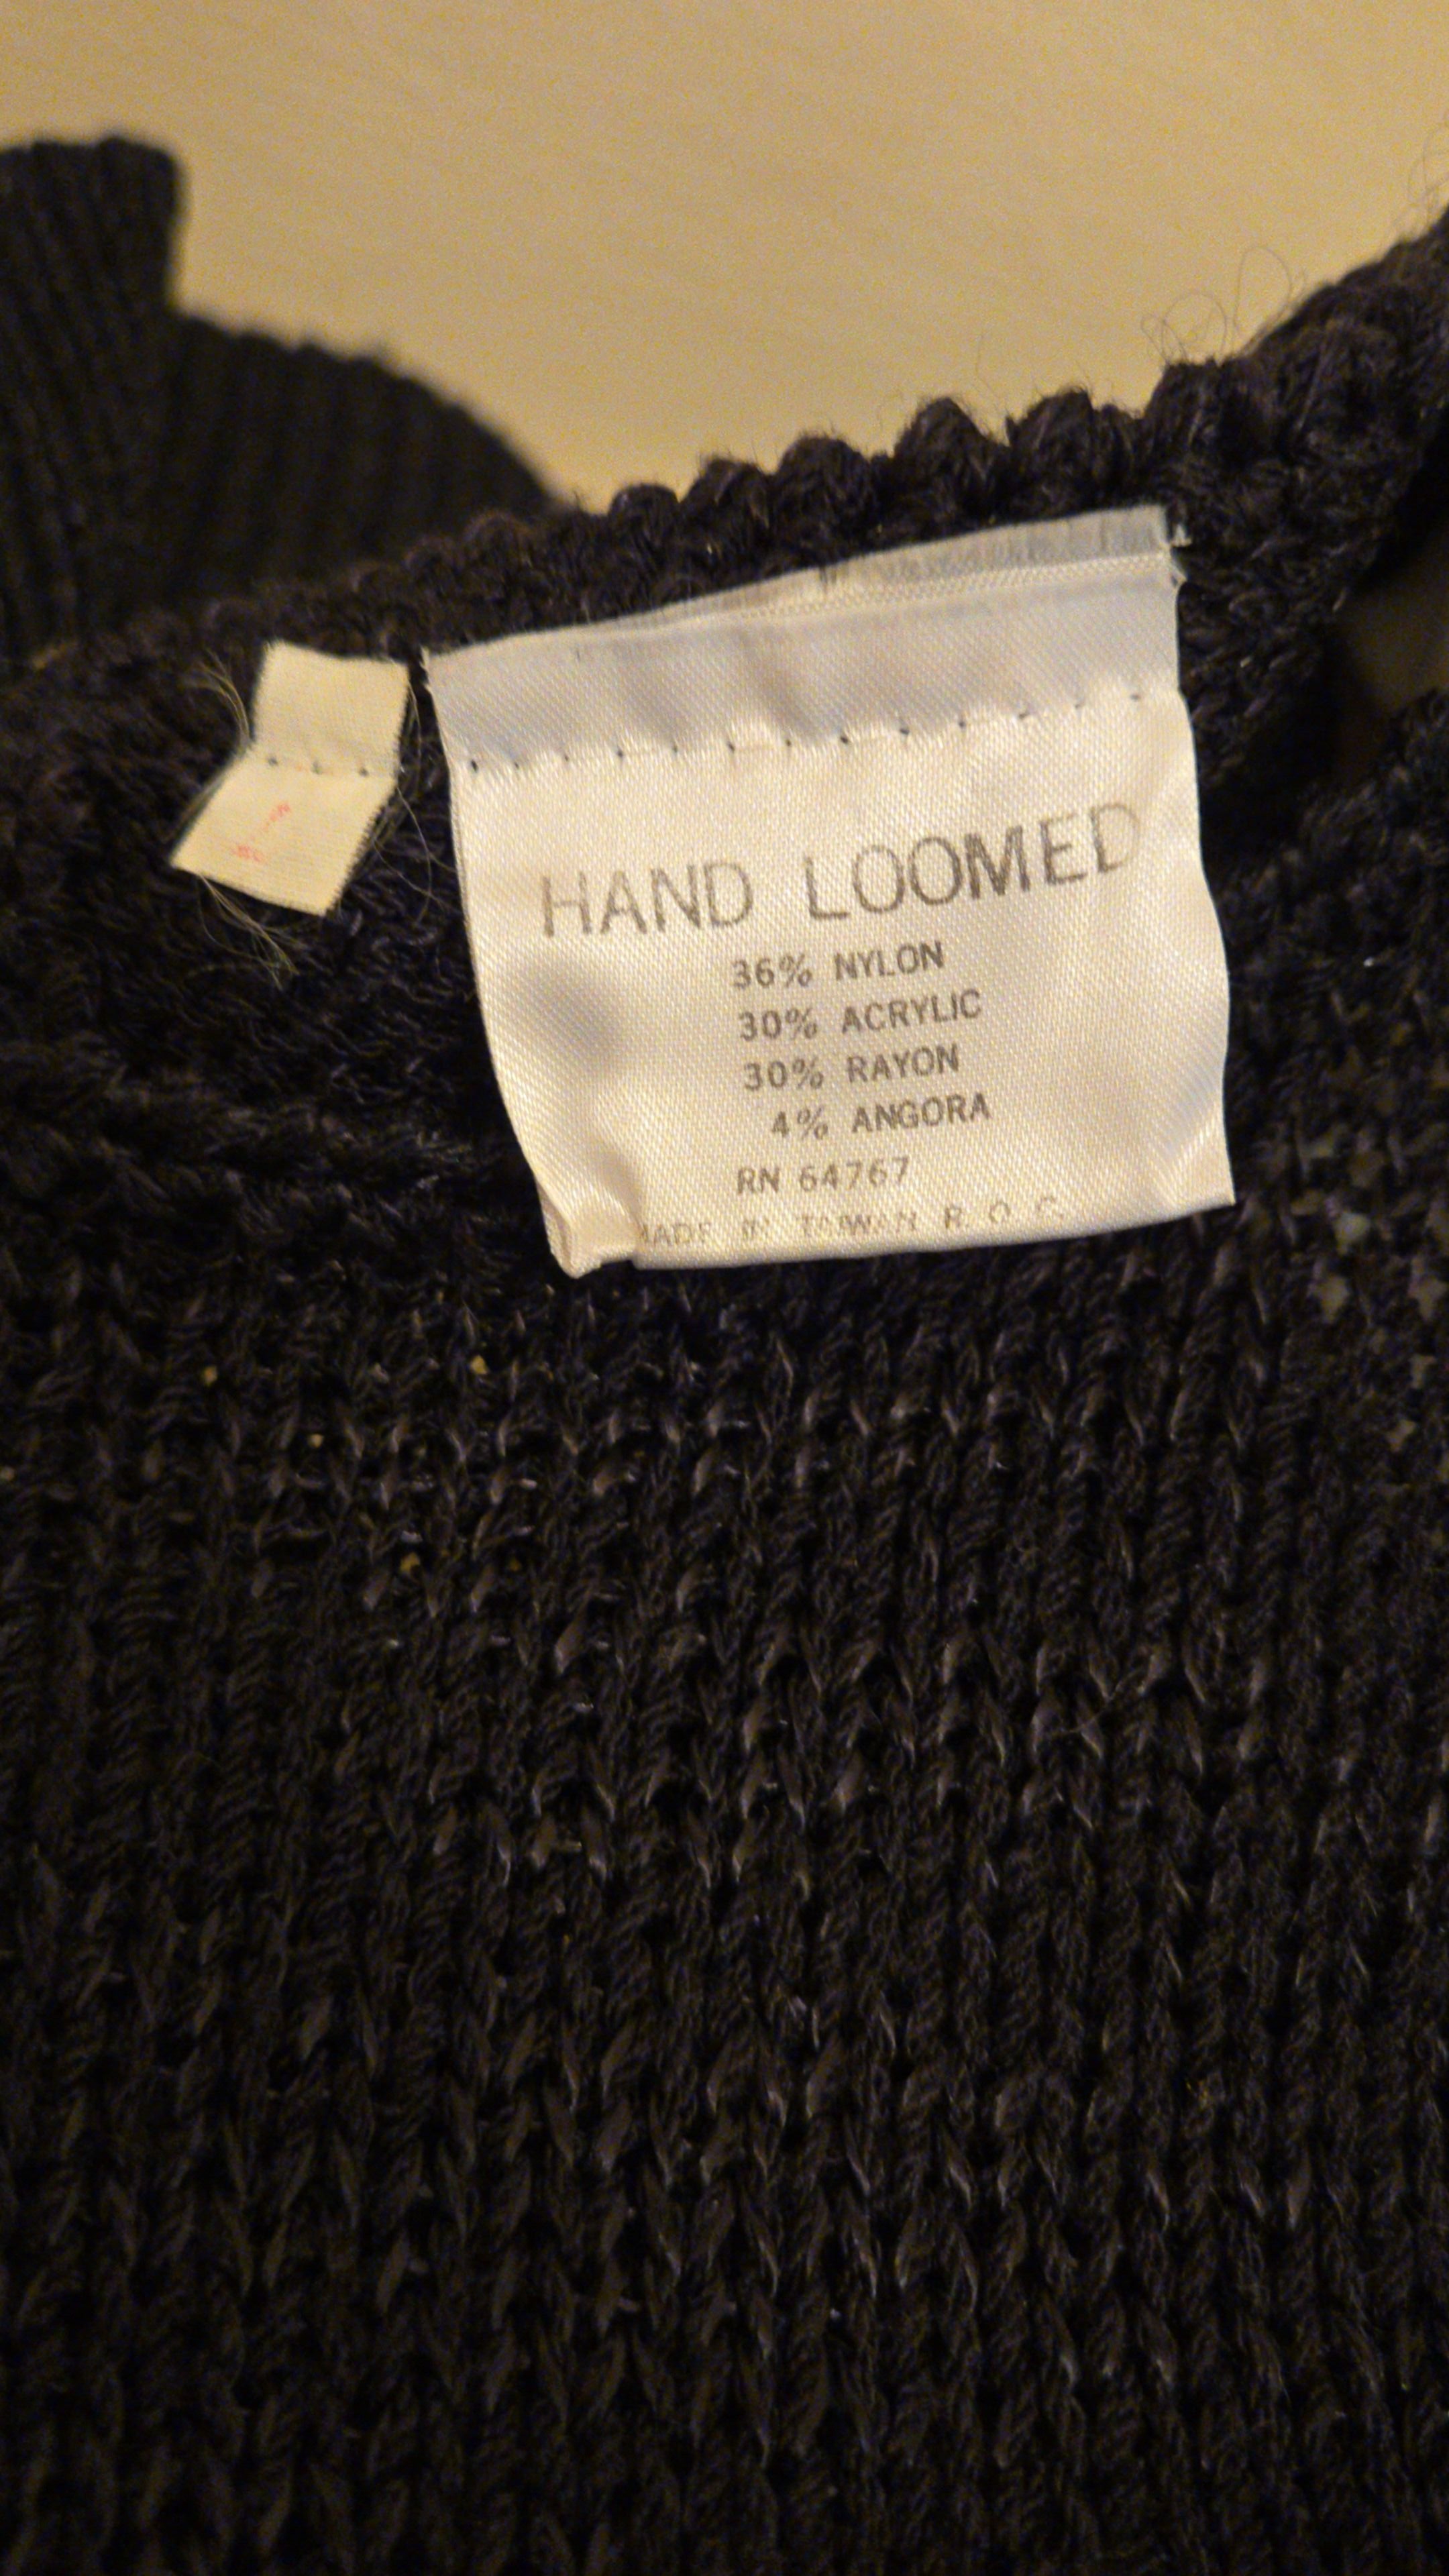 HAND LOOMED
36% NYLON
30% ACRYLIC
30% RAYON
4% ANGORA
RN 64767
MADE IN TAIWAN R.O.C.